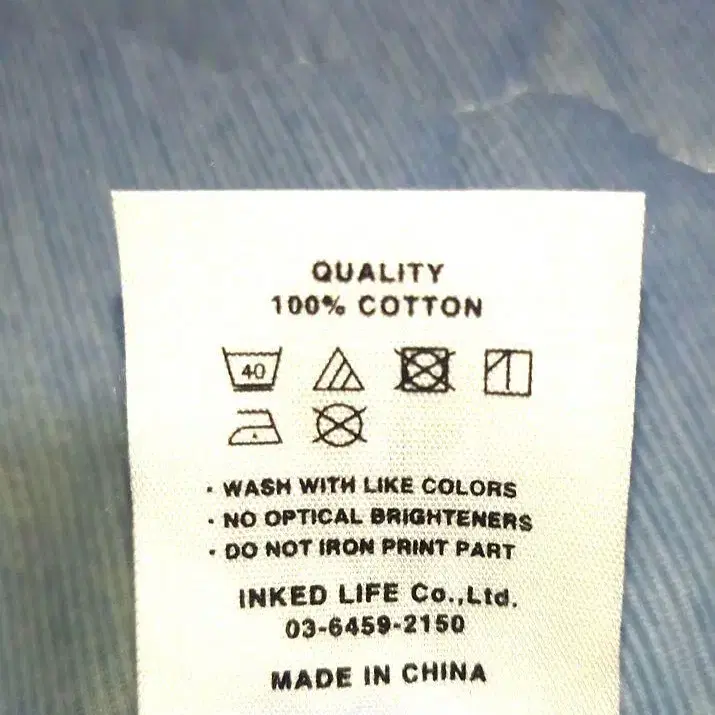 QUALITY
100% COTTON
40
· WASH WITH LIKE COLORS
· NO OPTICAL BRIGHTENERS
· DO NOT IRON PRINT PART
INKED LIFE Co.,Ltd.
03-6459-2150
MADE IN CHINA